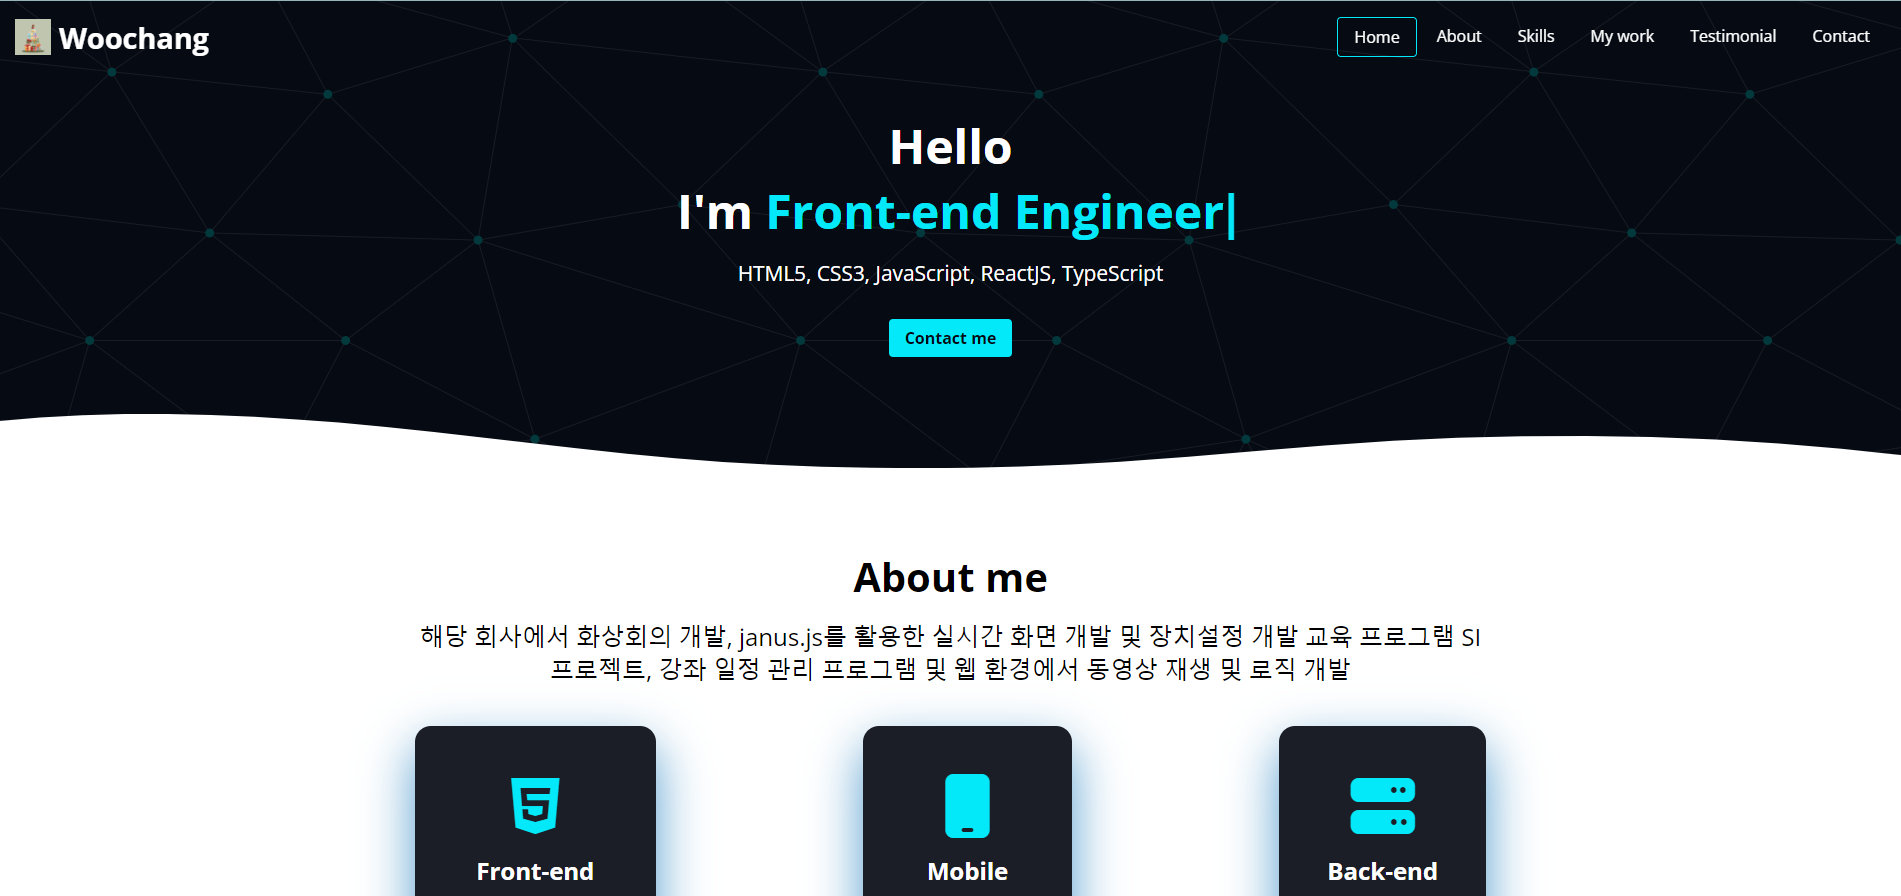 Woochang
Home About Skills My work Testimonial Contact
Hello
I'm Front-end Engineer|
HTML5, CSS3, JavaScript, ReactJS, TypeScript
Contact me
About me
해당 회사에서 화상회의 개발, janus.js를 활용한 실시간 화면 개발 및 장치설정 개발 교육 프로그램 SI
프로젝트, 강좌 일정 관리 프로그램 및 웹 환경에서 동영상 재생 및 로직 개발
Front-end Mobile Back-end